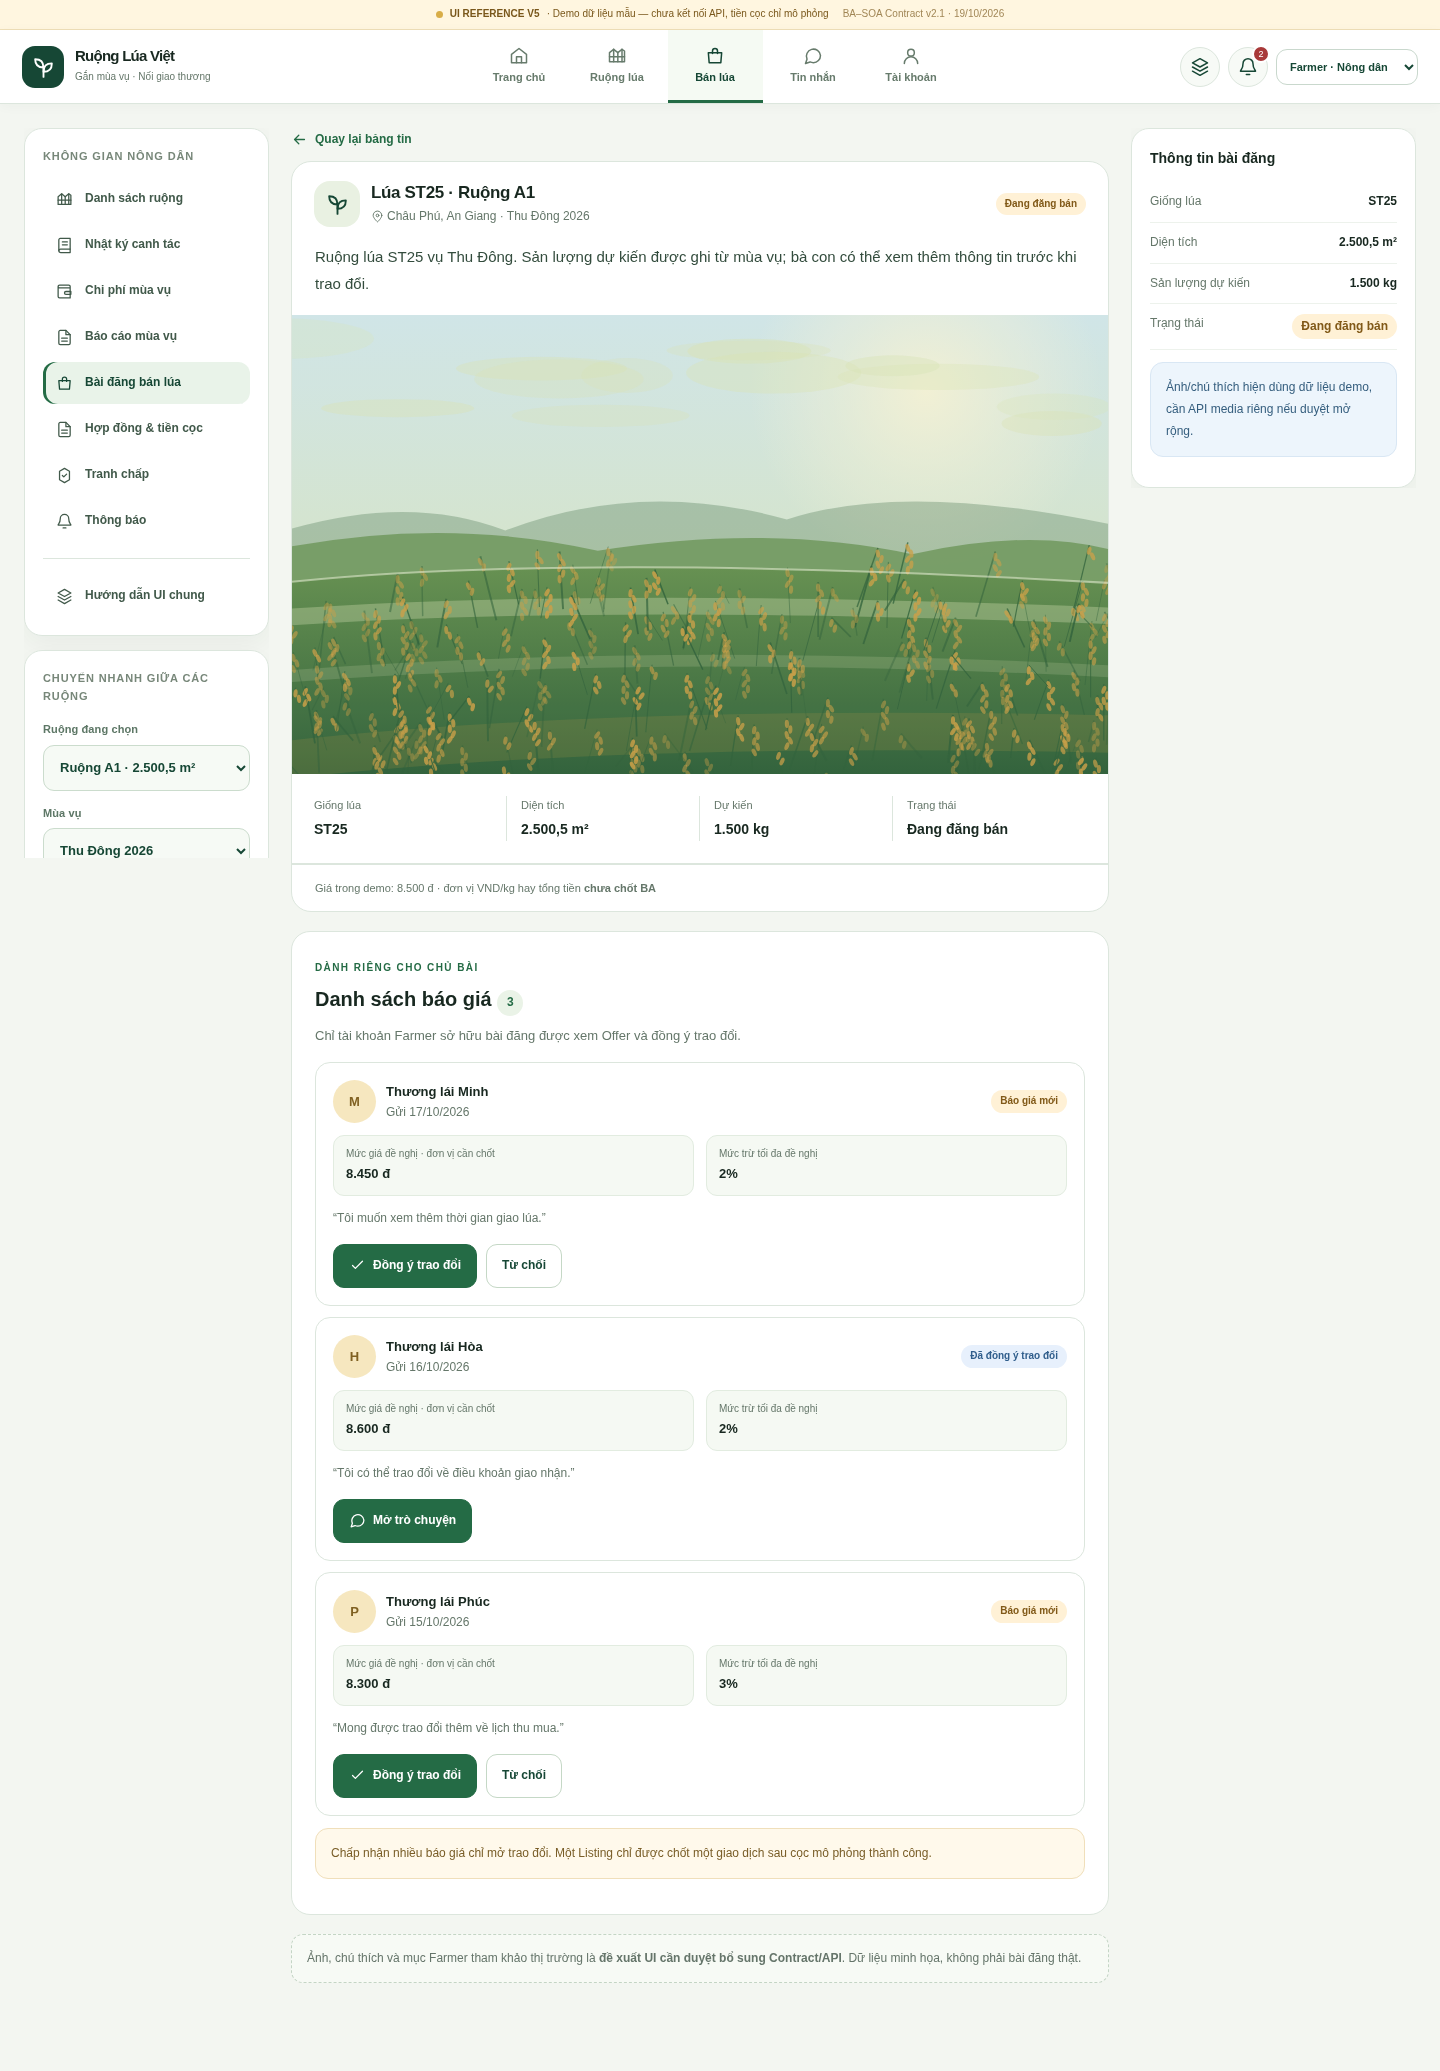 UI REFERENCE V5 · Demo dữ liệu mẫu — chưa kết nối API, tiền cọc chỉ mô phỏng BA–SOA Contract v2.1 · 19/10/2026
Ruộng Lúa Việt
Gắn mùa vụ · Nối giao thương
Trang chủ
Ruộng lúa
Bán lúa
Tin nhắn
Tài khoản
2
Farmer · Nông dân
KHÔNG GIAN NÔNG DÂN
Danh sách ruộng
Nhật ký canh tác
Chi phí mùa vụ
Báo cáo mùa vụ
Bài đăng bán lúa
Hợp đồng & tiền cọc
Tranh chấp
Thông báo
Hướng dẫn UI chung
CHUYỂN NHANH GIỮA CÁC
RUỘNG
Ruộng đang chọn
Ruộng A1 · 2.500,5 m²
Mùa vụ
Thu Đông 2026
Quay lại bảng tin
Lúa ST25 · Ruộng A1
Châu Phú, An Giang · Thu Đông 2026
Đang đăng bán
Ruộng lúa ST25 vụ Thu Đông. Sản lượng dự kiến được ghi từ mùa vụ; bà con có thể xem thêm thông tin trước khi
trao đổi.
Giống lúa
ST25
Diện tích
2.500,5 m²
Dự kiến
1.500 kg
Trạng thái
Đang đăng bán
Giá trong demo: 8.500 đ · đơn vị VND/kg hay tổng tiền chưa chốt BA
DÀNH RIÊNG CHO CHỦ BÀI
Danh sách báo giá 3
Chỉ tài khoản Farmer sở hữu bài đăng được xem Offer và đồng ý trao đổi.
M
Thương lái Minh
Gửi 17/10/2026
Báo giá mới
Mức giá đề nghị · đơn vị cần chốt
8.450 đ
Mức trừ tối đa đề nghị
2%
“Tôi muốn xem thêm thời gian giao lúa.”
Đồng ý trao đổi
Từ chối
H
Thương lái Hòa
Gửi 16/10/2026
Đã đồng ý trao đổi
Mức giá đề nghị · đơn vị cần chốt
8.600 đ
Mức trừ tối đa đề nghị
2%
“Tôi có thể trao đổi về điều khoản giao nhận.”
Mở trò chuyện
P
Thương lái Phúc
Gửi 15/10/2026
Báo giá mới
Mức giá đề nghị · đơn vị cần chốt
8.300 đ
Mức trừ tối đa đề nghị
3%
“Mong được trao đổi thêm về lịch thu mua.”
Đồng ý trao đổi
Từ chối
Chấp nhận nhiều báo giá chỉ mở trao đổi. Một Listing chỉ được chốt một giao dịch sau cọc mô phỏng thành công.
Ảnh, chú thích và mục Farmer tham khảo thị trường là đề xuất UI cần duyệt bổ sung Contract/API. Dữ liệu minh họa, không phải bài đăng thật.
Thông tin bài đăng
Giống lúa
ST25
Diện tích
2.500,5 m²
Sản lượng dự kiến
1.500 kg
Trạng thái
Đang đăng bán
Ảnh/chú thích hiện dùng dữ liệu demo,
cần API media riêng nếu duyệt mở
rộng.